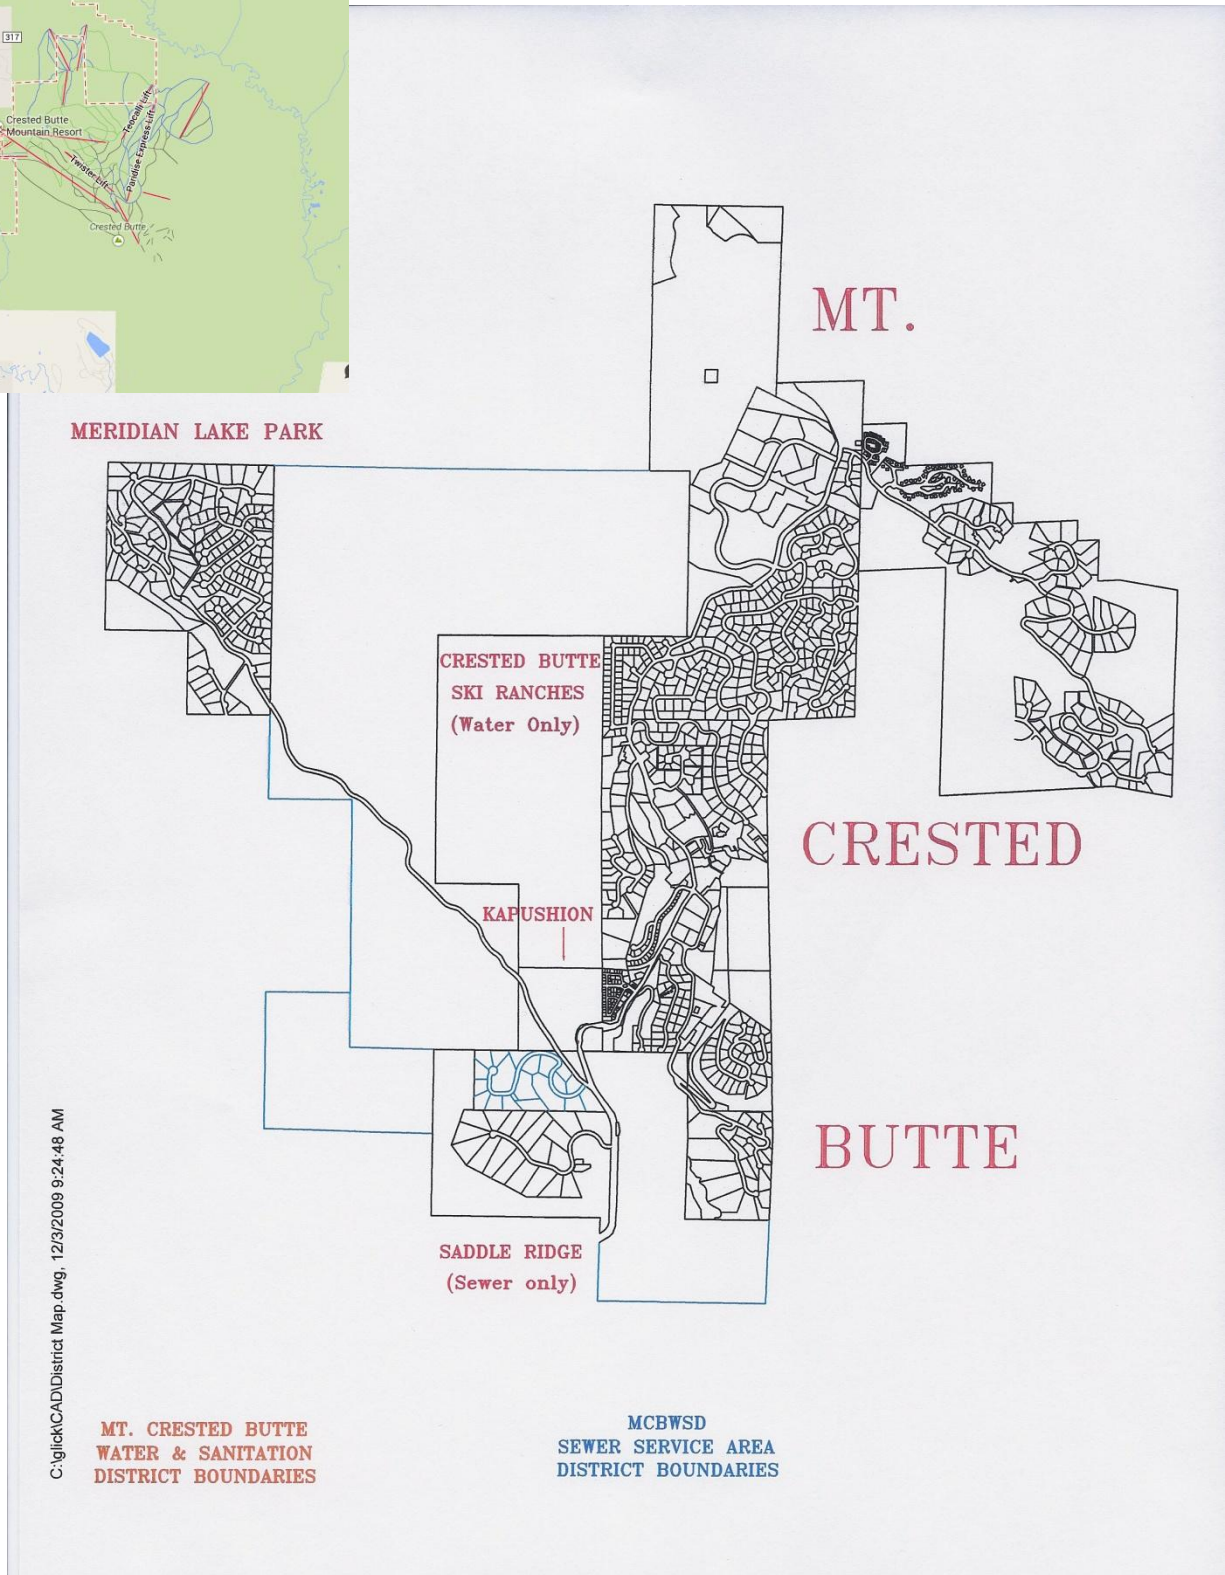 317
Crested Butte
Mountain Resort
Teocalli Lift
Paradise Express Lift
Twister Lift
Crested Butte
MT.
MERIDIAN LAKE PARK
CRESTED BUTTE
SKI RANCHES
(Water Only)
CRESTED
KAPUSHION
BUTTE
SADDLE RIDGE
(Sewer only)
C:\glick\CAD\District Map.dwg, 12/3/2009 9:24:48 AM
MT. CRESTED BUTTE
WATER & SANITATION
DISTRICT BOUNDARIES
MCBWSD
SEWER SERVICE AREA
DISTRICT BOUNDARIES